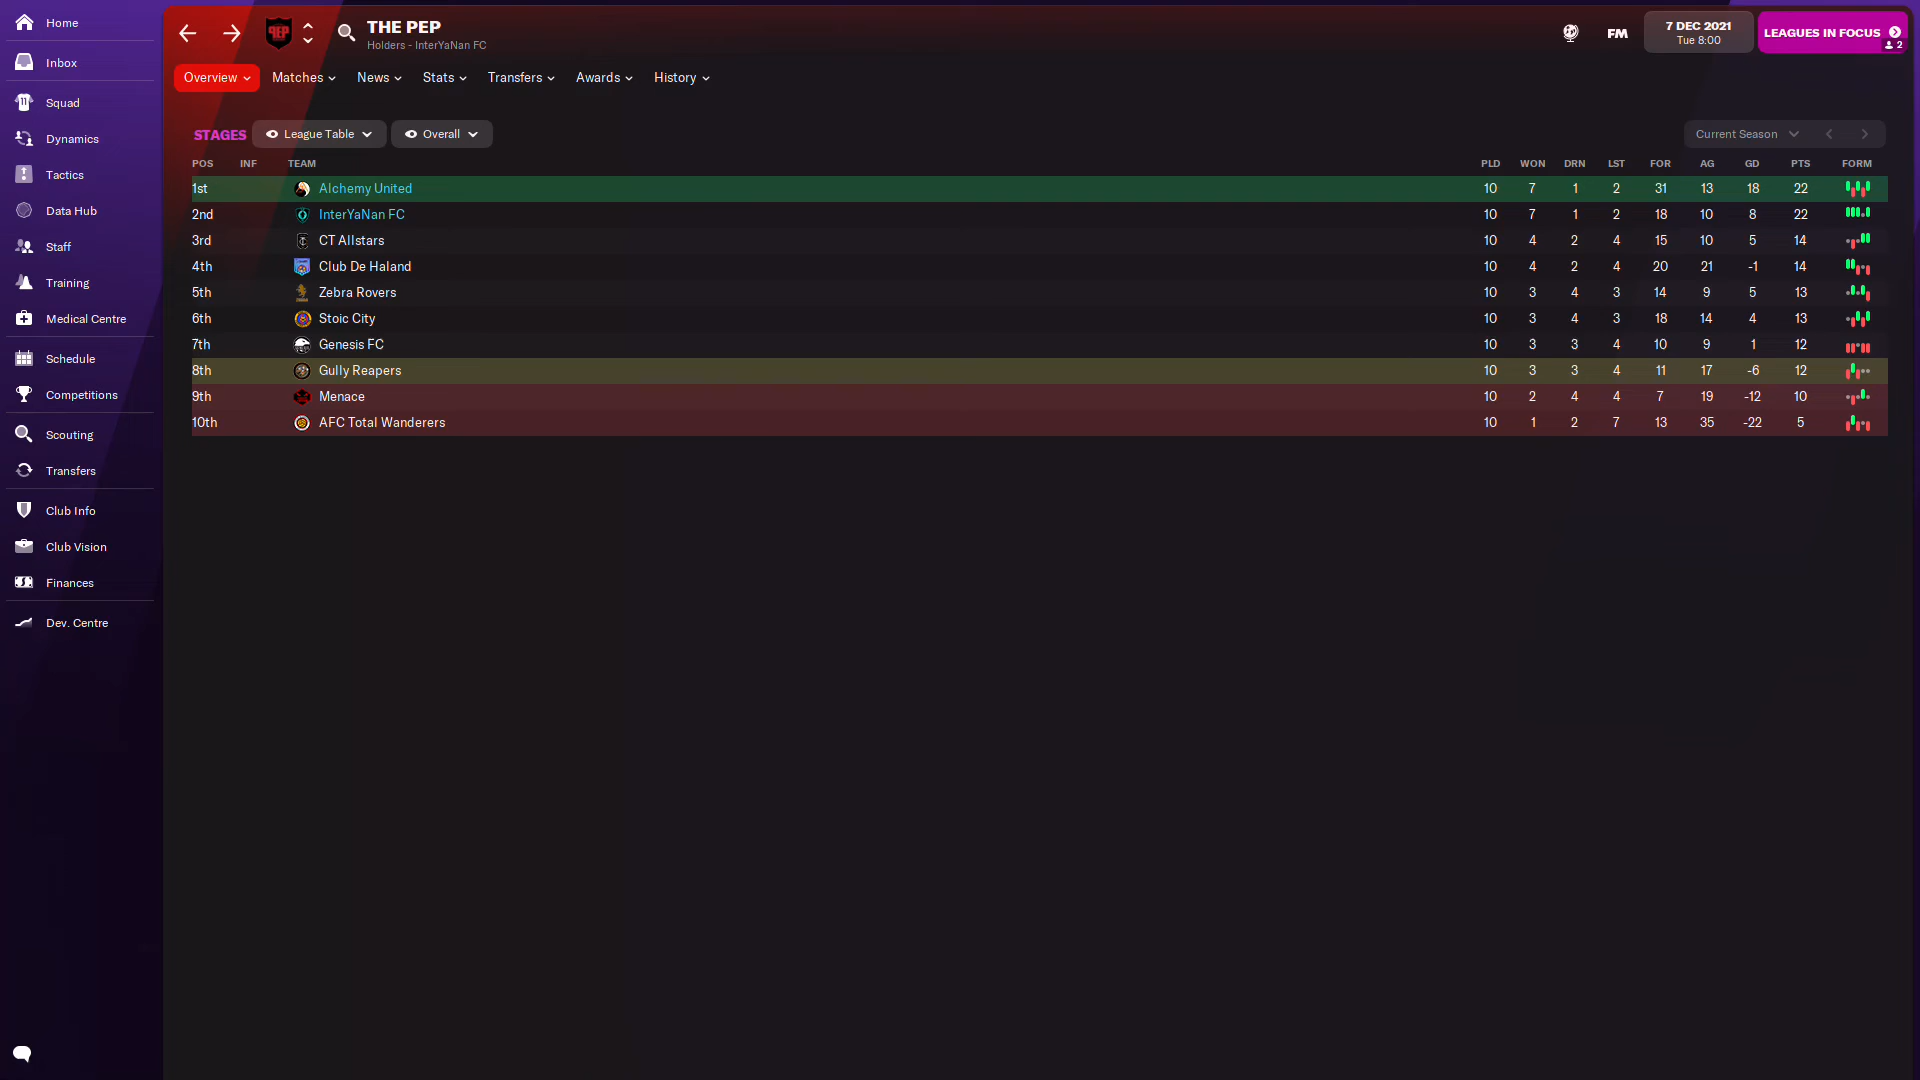 Home
Inbox
Squad
Dynamics
Tactics
Data Hub
Staff
Training
Medical Centre
Schedule
Competitions
Scouting
Transfers
Club Info
Club Vision
Finances
Dev. Centre
PEP
THE PEP
Holders - InterYaNan FC
FM
7 DEC 2021
Tue 8:00
LEAGUES IN FOCUS
2
Overview Matches News Stats Transfers Awards History
STAGES League Table Overall Current Season
POS INF TEAM PLD WON DRN LST FOR AG GD PTS FORM
1st Alchemy United 10 7 1 2 31 13 18 22
2nd InterYaNan FC 10 7 1 2 18 10 8 22
3rd CT Allstars 10 4 2 4 15 10 5 14
4th Club De Haland 10 4 2 4 20 21 -1 14
5th Zebra Rovers 10 3 4 3 14 9 5 13
6th Stoic City 10 3 4 3 18 14 4 13
7th Genesis FC 10 3 3 4 10 9 1 12
8th Gully Reapers 10 3 3 4 11 17 -6 12
9th Menace 10 2 4 4 7 19 -12 10
10th AFC Total Wanderers 10 1 2 7 13 35 -22 5